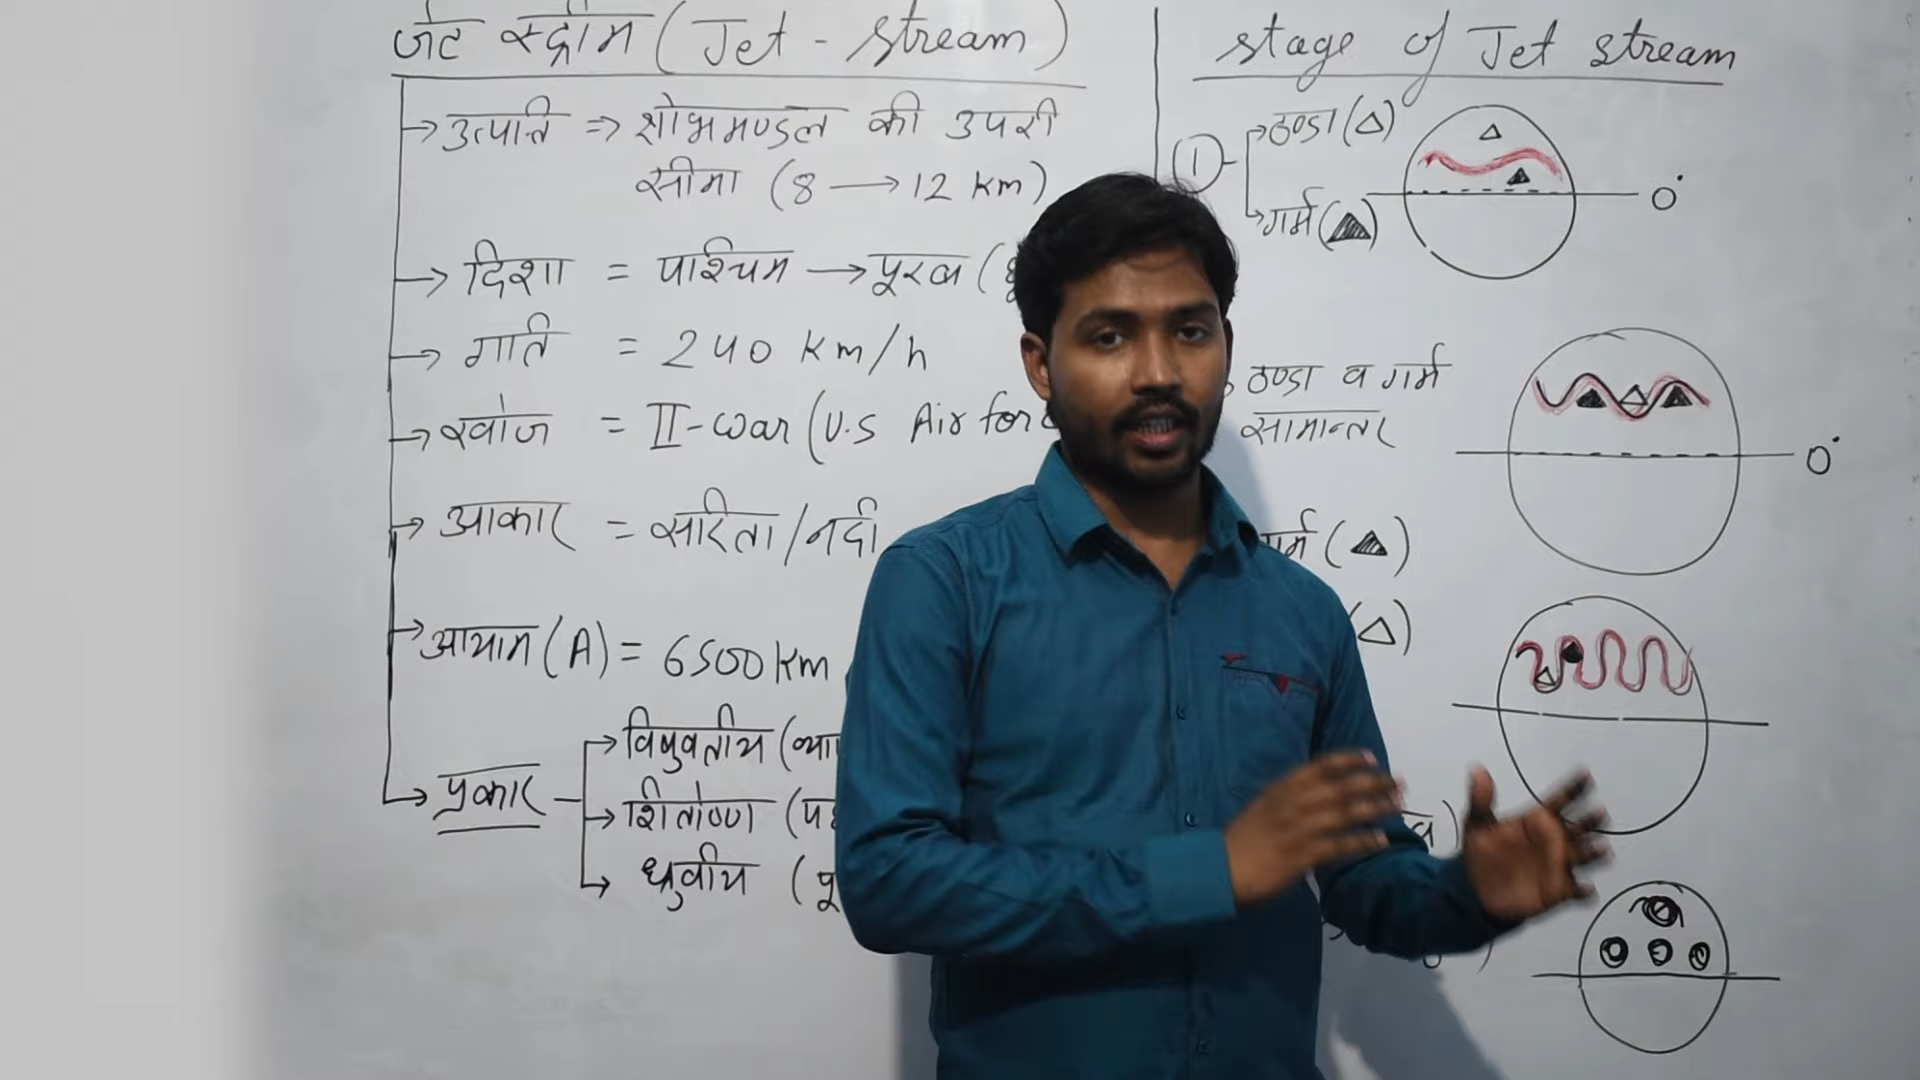 जेट स्ट्रीम (Jet - stream)
→ उत्पत्ति ⇒ शोभमण्डल की उपरी
सीमा (8 → 12 km)
→ दिशा = पश्चिम → पूरब (
→ गति = 240 km/h
→ खोज = II-war (U.S Air for
→ आकार = सरिता/नदी
→ आयाम (A) = 6500 km
→ प्रकार
→ विषुवतीय (
→ शितोष्ण (
→ ध्रुवीय (
stage of Jet stream
1 → ठण्डा (△)
→ गर्म (▲)
0°
ठण्डा व गर्म
सामान्तर
0°
गर्म (▲)
(△)